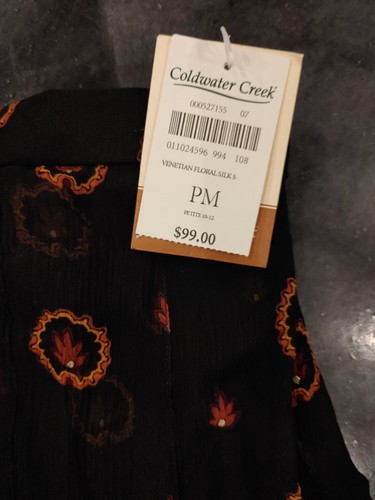 Coldwater Creek
000527155 07
011024596 994 108
VENETIAN FLORAL SILK S
PM
PETITE 10-12
$99.00